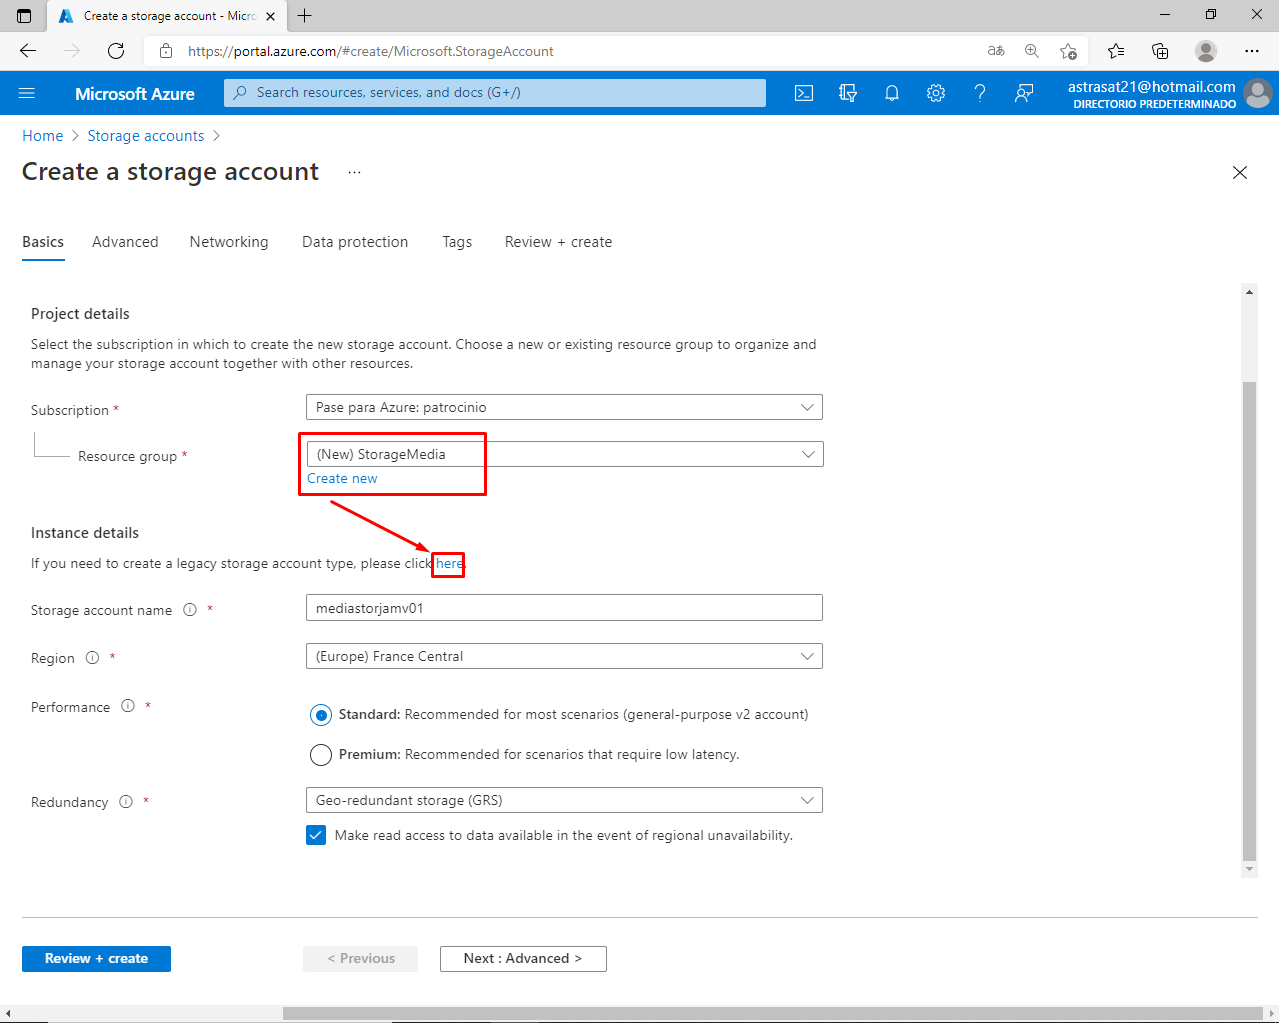 Create a storage account - Micro
https://portal.azure.com/#create/Microsoft.StorageAccount
aあ
Microsoft Azure
Search resources, services, and docs (G+/)
astrasat21@hotmail.com
DIRECTORIO PREDETERMINADO
Home > Storage accounts >
Create a storage account ...
Basics Advanced Networking Data protection Tags Review + create
Project details
Select the subscription in which to create the new storage account. Choose a new or existing resource group to organize and
manage your storage account together with other resources.
Subscription *
Pase para Azure: patrocinio
Resource group *
(New) StorageMedia
Create new
Instance details
If you need to create a legacy storage account type, please click here.
Storage account name *
mediastorjamv01
Region *
(Europe) France Central
Performance *
Standard: Recommended for most scenarios (general-purpose v2 account)
Premium: Recommended for scenarios that require low latency.
Redundancy *
Geo-redundant storage (GRS)
Make read access to data available in the event of regional unavailability.
Review + create
< Previous
Next : Advanced >